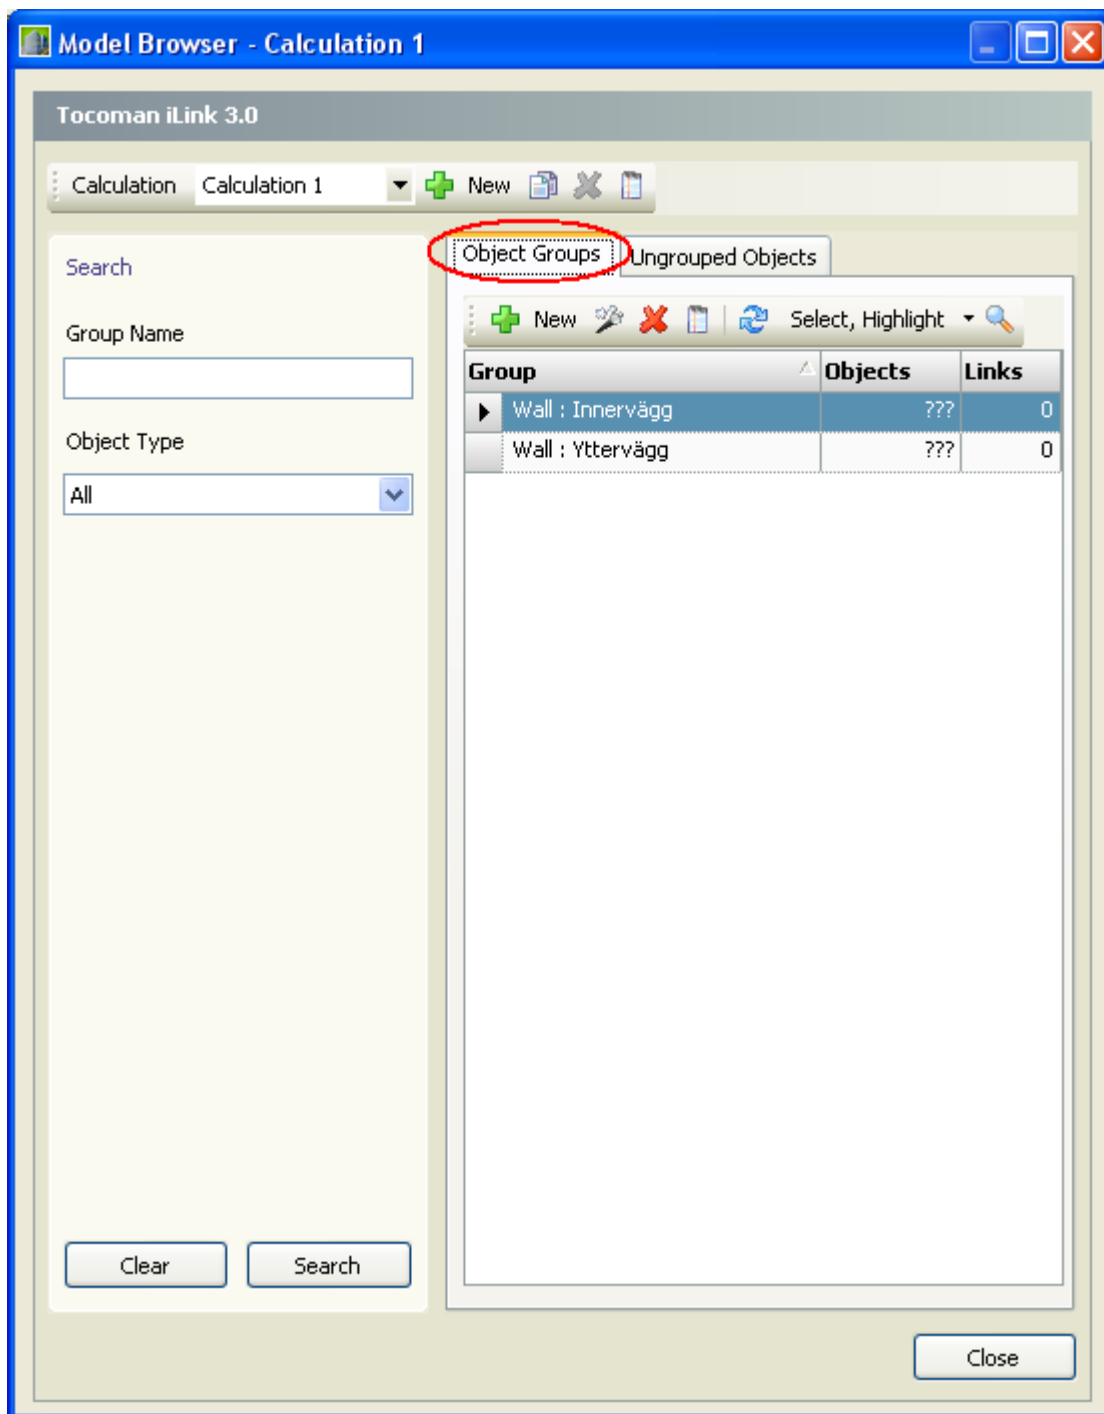 Model Browser - Calculation 1
Tocoman iLink 3.0
Calculation Calculation 1 New
Search
Group Name
Object Type
All
Clear Search
Object Groups Ungrouped Objects
New Select, Highlight
Group Objects Links
Wall : Innervägg ??? 0
Wall : Yttervägg ??? 0
Close